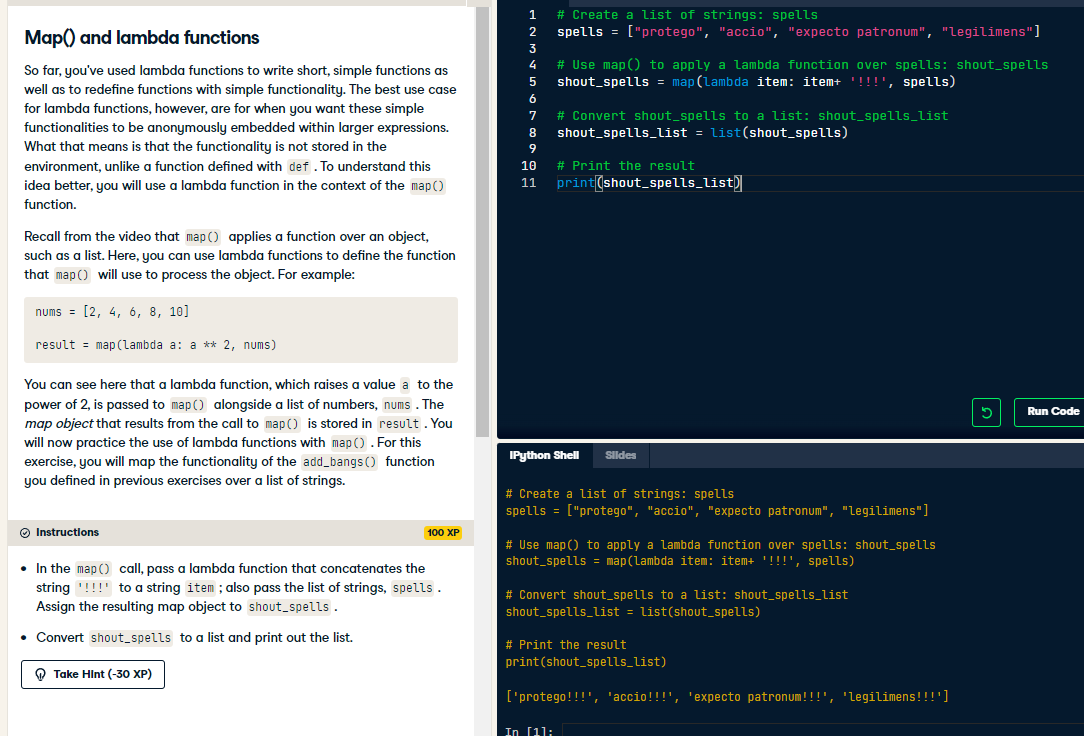 Map() and lambda functions
So far, you've used lambda functions to write short, simple functions as
well as to redefine functions with simple functionality. The best use case
for lambda functions, however, are for when you want these simple
functionalities to be anonymously embedded within larger expressions.
What that means is that the functionality is not stored in the
environment, unlike a function defined with def . To understand this
idea better, you will use a lambda function in the context of the map()
function.
Recall from the video that map() applies a function over an object,
such as a list. Here, you can use lambda functions to define the function
that map() will use to process the object. For example:
nums = [2, 4, 6, 8, 10]
result = map(lambda a: a ** 2, nums)
You can see here that a lambda function, which raises a value a to the
power of 2, is passed to map() alongside a list of numbers, nums . The
map object that results from the call to map() is stored in result . You
will now practice the use of lambda functions with map() . For this
exercise, you will map the functionality of the add_bangs() function
you defined in previous exercises over a list of strings.
Instructions 100 XP
• In the map() call, pass a lambda function that concatenates the
string '!!!' to a string item ; also pass the list of strings, spells .
Assign the resulting map object to shout_spells .
• Convert shout_spells to a list and print out the list.
Take Hint (-30 XP)
1 # Create a list of strings: spells
2 spells = ["protego", "accio", "expecto patronum", "legilimens"]
3
4 # Use map() to apply a lambda function over spells: shout_spells
5 shout_spells = map(lambda item: item+ '!!!', spells)
6
7 # Convert shout_spells to a list: shout_spells_list
8 shout_spells_list = list(shout_spells)
9
10 # Print the result
11 print(shout_spells_list)
Run Code
IPython Shell Slides
# Create a list of strings: spells
spells = ["protego", "accio", "expecto patronum", "legilimens"]
# Use map() to apply a lambda function over spells: shout_spells
shout_spells = map(lambda item: item+ '!!!', spells)
# Convert shout_spells to a list: shout_spells_list
shout_spells_list = list(shout_spells)
# Print the result
print(shout_spells_list)
['protego!!!', 'accio!!!', 'expecto patronum!!!', 'legilimens!!!']
In [1]: